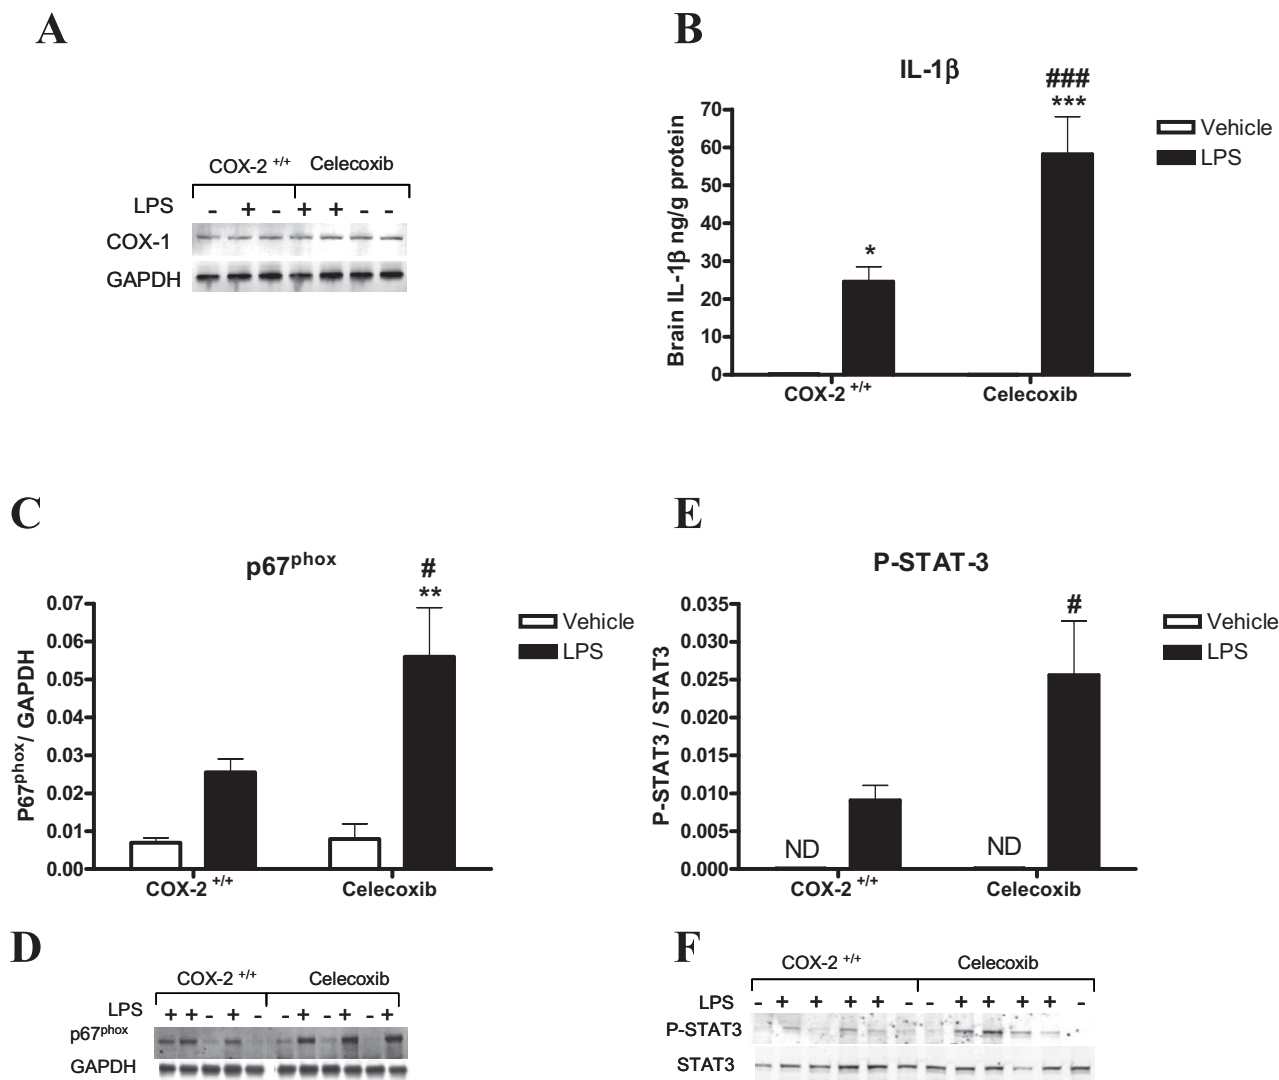 A
COX-2 +/+ Celecoxib
LPS - + - + + - -
COX-1
GAPDH
B
IL-1β
###
***
*
Brain IL-1β ng/g protein
70
60
50
40
30
20
10
0
COX-2 +/+ Celecoxib
Vehicle
LPS
C
p67phox
#
**
P67phox/ GAPDH
0.07
0.06
0.05
0.04
0.03
0.02
0.01
0.00
COX-2 +/+ Celecoxib
Vehicle
LPS
E
P-STAT-3
#
P-STAT3 / STAT3
0.035
0.030
0.025
0.020
0.015
0.010
0.005
0.000
ND ND
COX-2 +/+ Celecoxib
Vehicle
LPS
D
COX-2 +/+ Celecoxib
LPS + + - + - - + - + - +
p67phox
GAPDH
F
COX-2 +/+ Celecoxib
LPS - + + + + - - + + + + -
P-STAT3
STAT3